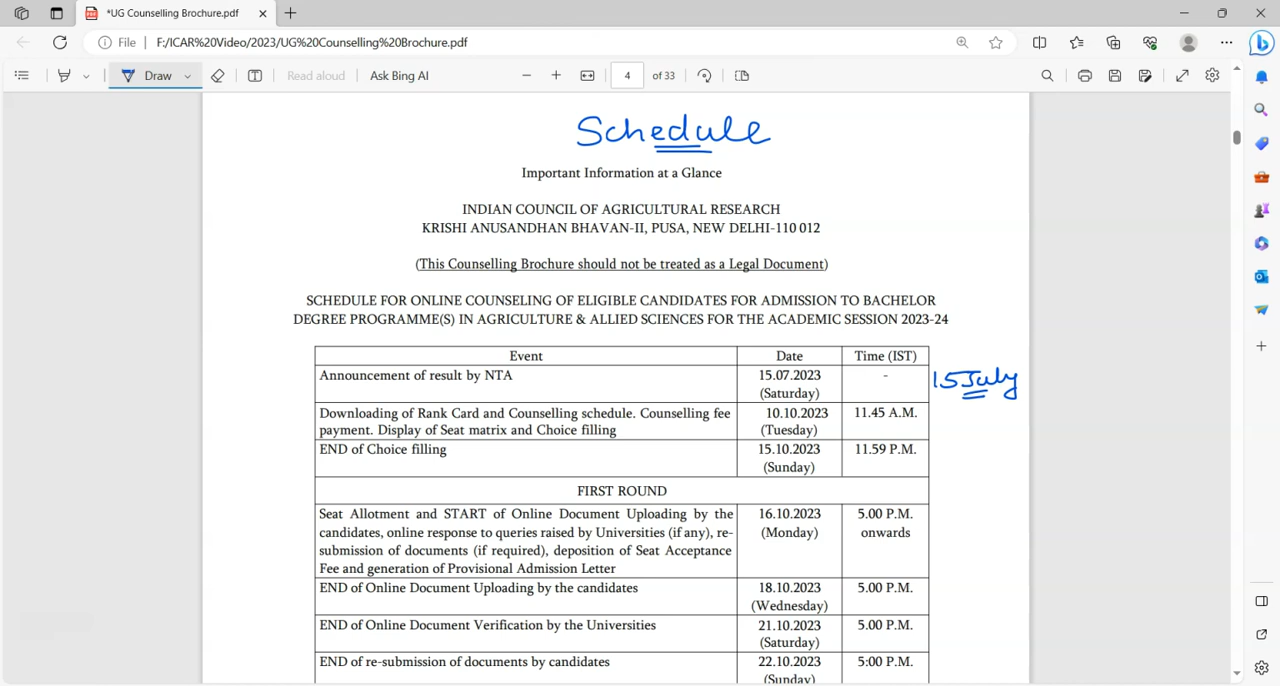 *UG Counselling Brochure.pdf
File | F:/ICAR%20Video/2023/UG%20Counselling%20Brochure.pdf
Draw
Read aloud
Ask Bing AI
4 of 33
Schedule
Important Information at a Glance
INDIAN COUNCIL OF AGRICULTURAL RESEARCH
KRISHI ANUSANDHAN BHAVAN-II, PUSA, NEW DELHI-110 012
(This Counselling Brochure should not be treated as a Legal Document)
SCHEDULE FOR ONLINE COUNSELING OF ELIGIBLE CANDIDATES FOR ADMISSION TO BACHELOR
DEGREE PROGRAMME(S) IN AGRICULTURE & ALLIED SCIENCES FOR THE ACADEMIC SESSION 2023-24
Event Date Time (IST)
Announcement of result by NTA 15.07.2023 - 15 July
(Saturday)
Downloading of Rank Card and Counselling schedule. Counselling fee 10.10.2023 11.45 A.M.
payment. Display of Seat matrix and Choice filling (Tuesday)
END of Choice filling 15.10.2023 11.59 P.M.
(Sunday)
FIRST ROUND
Seat Allotment and START of Online Document Uploading by the 16.10.2023 5.00 P.M.
candidates, online response to queries raised by Universities (if any), re- (Monday) onwards
submission of documents (if required), deposition of Seat Acceptance
Fee and generation of Provisional Admission Letter
END of Online Document Uploading by the candidates 18.10.2023 5.00 P.M.
(Wednesday)
END of Online Document Verification by the Universities 21.10.2023 5.00 P.M.
(Saturday)
END of re-submission of documents by candidates 22.10.2023 5:00 P.M.
(Sunday)